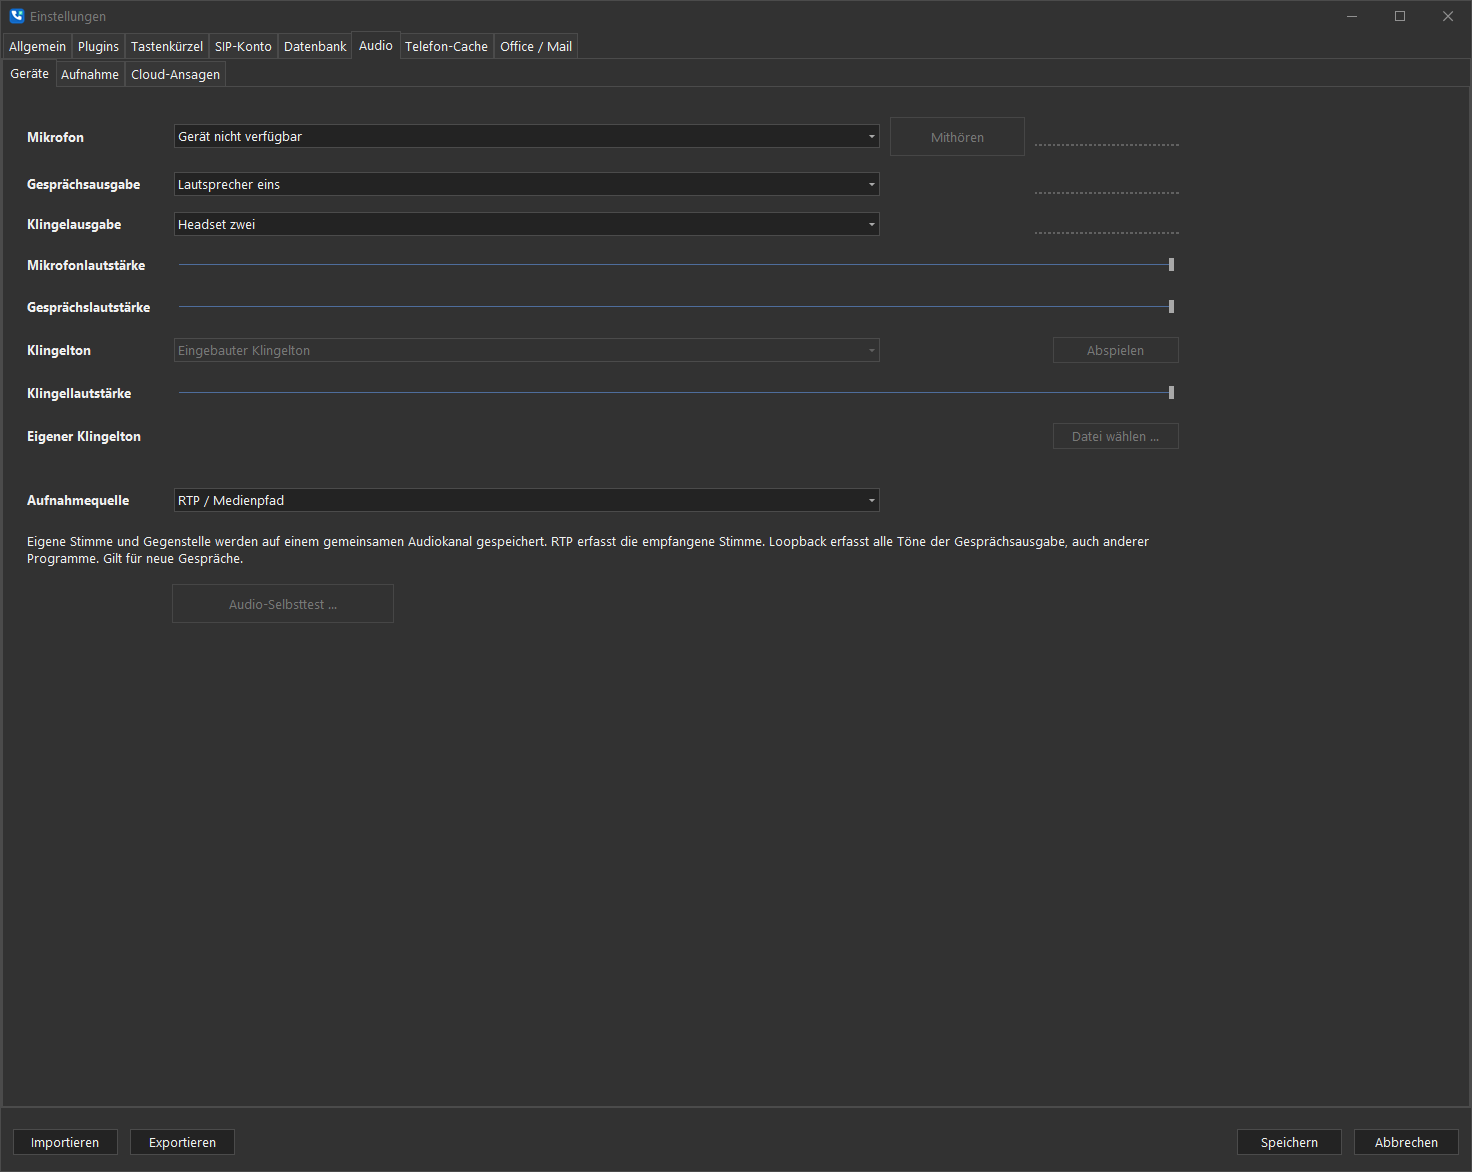 Einstellungen
Allgemein Plugins Tastenkürzel SIP-Konto Datenbank Audio Telefon-Cache Office / Mail
Geräte Aufnahme Cloud-Ansagen
Mikrofon Gerät nicht verfügbar Mithören
Gesprächsausgabe Lautsprecher eins
Klingelausgabe Headset zwei
Mikrofonlautstärke
Gesprächslautstärke
Klingelton Eingebauter Klingelton Abspielen
Klingellautstärke
Eigener Klingelton Datei wählen ...
Aufnahmequelle RTP / Medienpfad
Eigene Stimme und Gegenstelle werden auf einem gemeinsamen Audiokanal gespeichert. RTP erfasst die empfangene Stimme. Loopback erfasst alle Töne der Gesprächsausgabe, auch anderer
Programme. Gilt für neue Gespräche.
Audio-Selbsttest ...
Importieren Exportieren Speichern Abbrechen